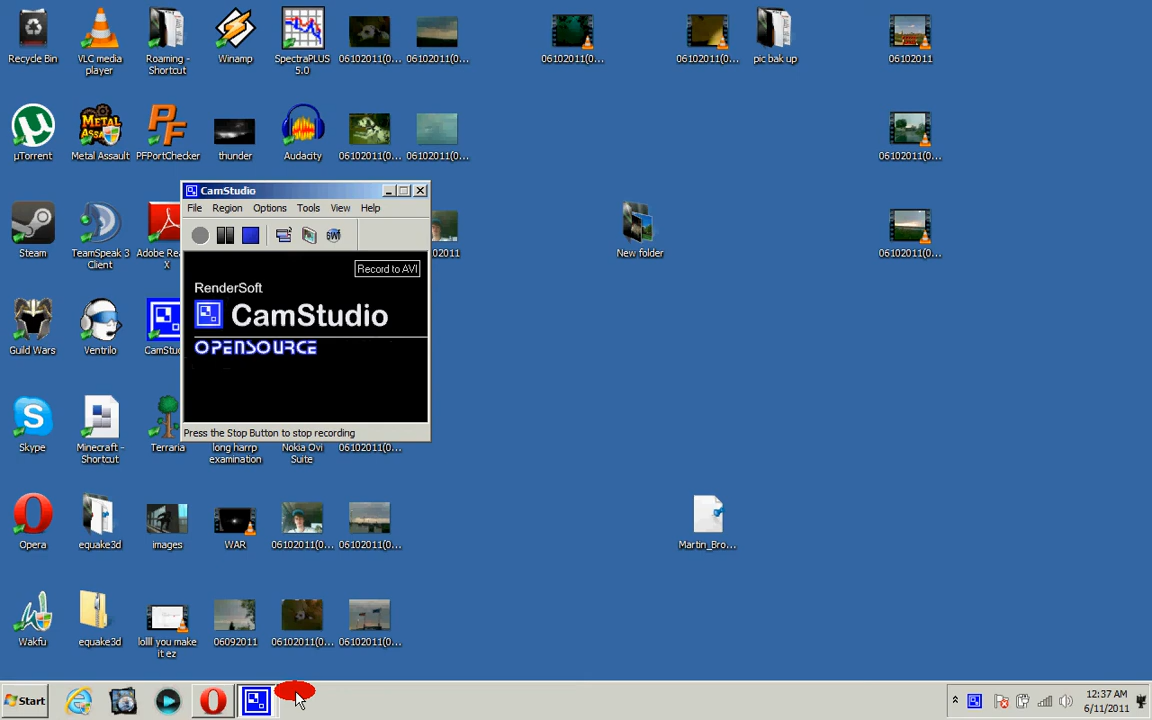 Recycle Bin
VLC media
player
Roaming -
Shortcut
Winamp
SpectraPLUS
5.0
06102011(0...
06102011(0...
06102011(0...
06102011(0...
pic bak up
06102011
µTorrent
Metal Assault
PFPortChecker
thunder
Audacity
06102011(0...
06102011(0...
06102011(0...
CamStudio
File Region Options Tools View Help
Record to AVI
RenderSoft
CamStudio
OPENSOURCE
Press the Stop Button to stop recording
Steam
TeamSpeak 3
Client
Adobe Rea
X
02011
New folder
06102011(0...
Guild Wars
Ventrilo
CamStu
Skype
Minecraft -
Shortcut
Terraria
long harrp
examination
Nokia Ovi
Suite
06102011(0...
Opera
equake3d
images
WAR
06102011(0...
06102011(0...
Martin_Bro...
Wakfu
equake3d
lollll you make
it ez
06092011
06102011(0...
06102011(0...
Start
12:37 AM
6/11/2011